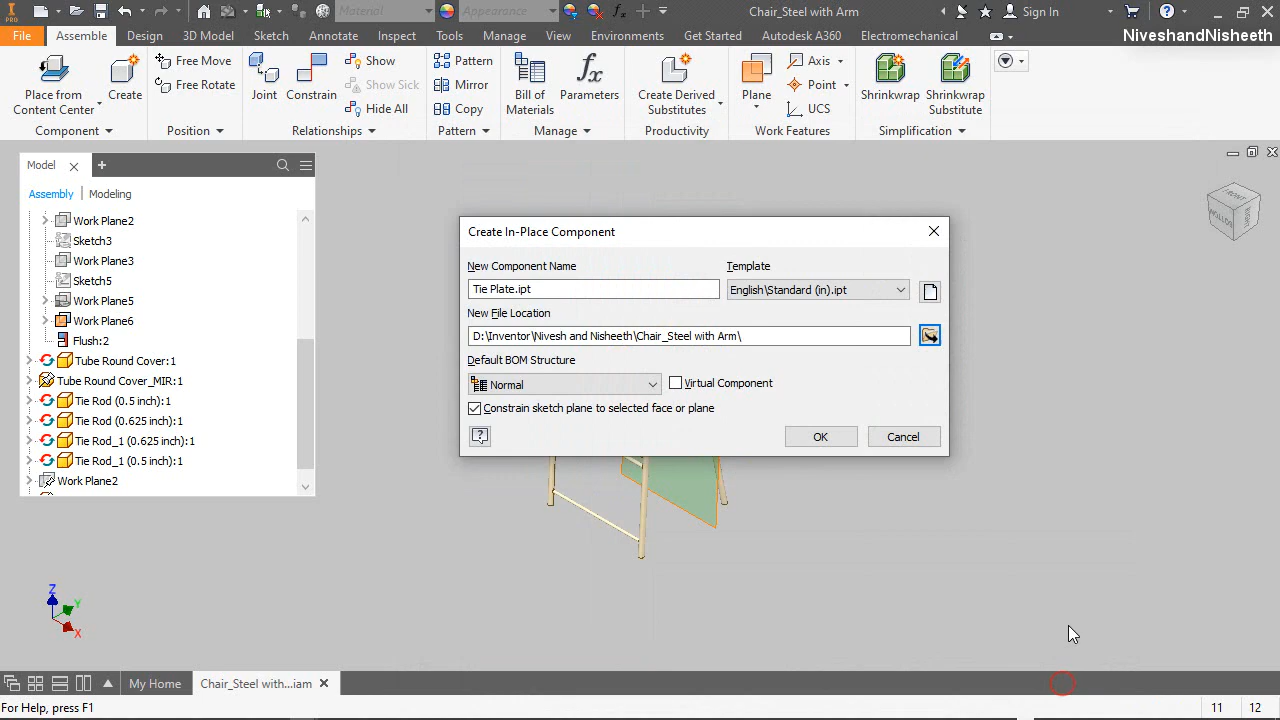 PRO
Material
Appearance
Chair_Steel with Arm
Sign In
NiveshandNisheeth
File
Assemble
Design
3D Model
Sketch
Annotate
Inspect
Tools
Manage
View
Environments
Get Started
Autodesk A360
Electromechanical
Place from
Content Center
Create
Free Move
Free Rotate
Joint
Constrain
Show
Show Sick
Hide All
Pattern
Mirror
Copy
Bill of
Materials
fx
Parameters
Create Derived
Substitutes
Plane
Axis
Point
UCS
Shrinkwrap
Shrinkwrap
Substitute
Component
Position
Relationships
Pattern
Manage
Productivity
Work Features
Simplification
Model
Assembly
Modeling
Work Plane2
Sketch3
Work Plane3
Sketch5
Work Plane5
Work Plane6
Flush:2
Tube Round Cover:1
Tube Round Cover_MIR:1
Tie Rod (0.5 inch):1
Tie Rod (0.625 inch):1
Tie Rod_1 (0.625 inch):1
Tie Rod_1 (0.5 inch):1
Work Plane2
Create In-Place Component
New Component Name
Template
Tie Plate.ipt
English\Standard (in).ipt
New File Location
D:\Inventor\Nivesh and Nisheeth\Chair_Steel with Arm\
Default BOM Structure
Normal
Virtual Component
Constrain sketch plane to selected face or plane
OK
Cancel
FRONT
BOTTOM
Z
Y
X
My Home
Chair_Steel with...iam
For Help, press F1
11
12